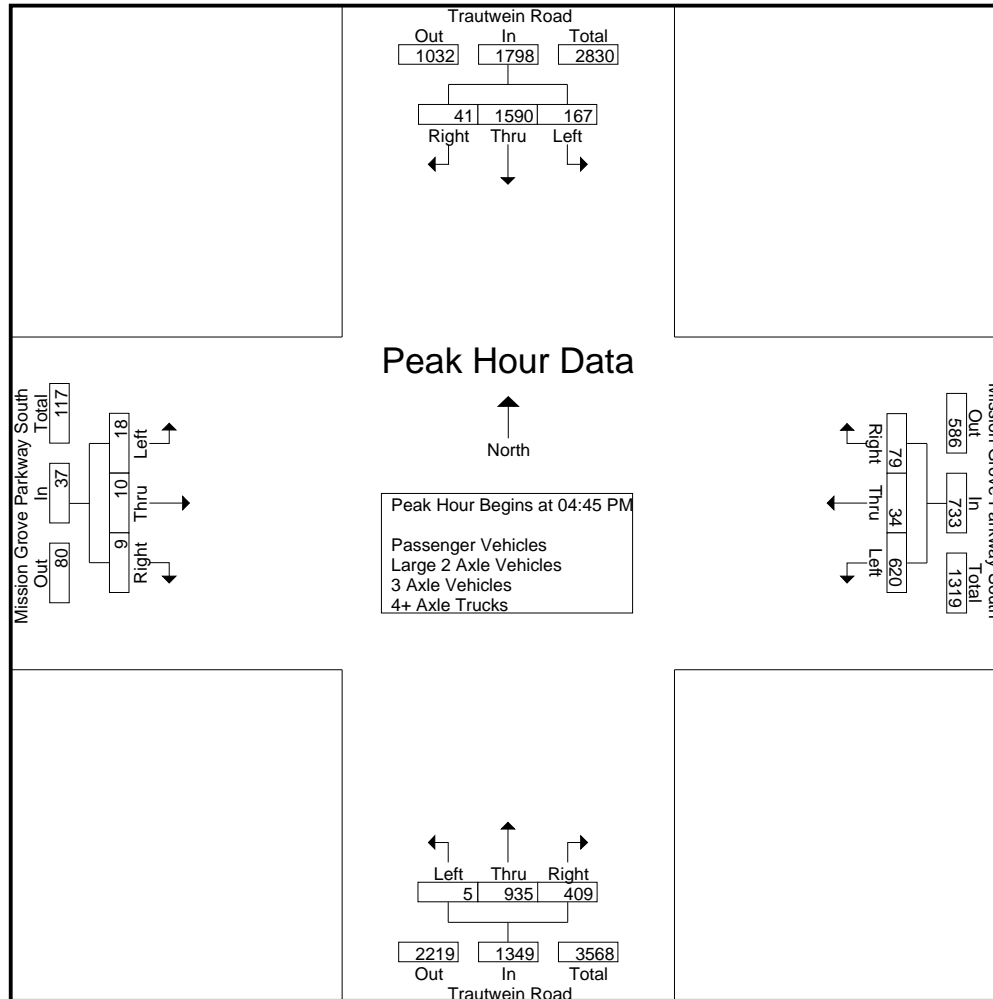 Trautwein Road
Out In Total
1032 1798 2830
41 1590 167
Right Thru Left
Peak Hour Data
North
Peak Hour Begins at 04:45 PM
Passenger Vehicles
Large 2 Axle Vehicles
3 Axle Vehicles
4+ Axle Trucks
Mission Grove Parkway South
Out In Total
80 37 117
18 10 9
Left Thru Right
Mission Grove Parkway South
Out In Total
586 733 1319
79 34 620
Right Thru Left
Left Thru Right
5 935 409
2219 1349 3568
Out In Total
Trautwein Road